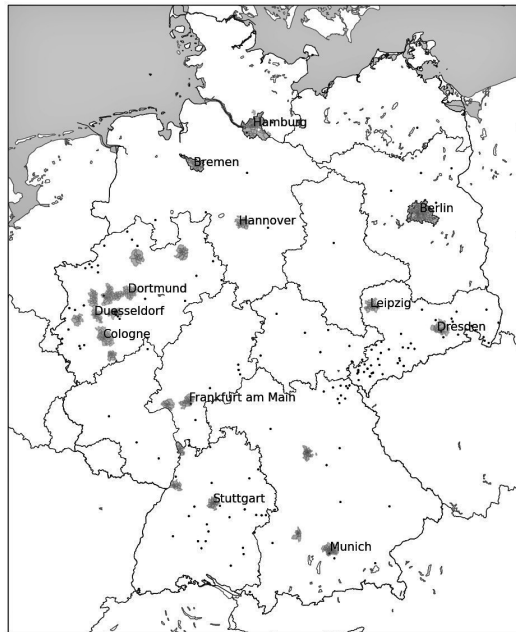 Hamburg
Bremen
Berlin
Hannover
Dortmund
Leipzig
Duesseldorf
Dresden
Cologne
Frankfurt am Main
Stuttgart
Munich